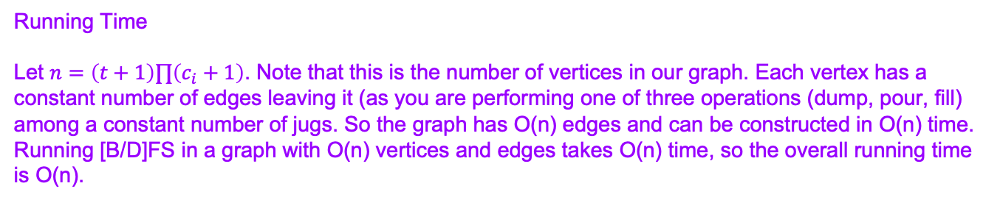 Running Time
Let n = (t + 1)∏(cᵢ + 1). Note that this is the number of vertices in our graph. Each vertex has a
constant number of edges leaving it (as you are performing one of three operations (dump, pour, fill)
among a constant number of jugs. So the graph has O(n) edges and can be constructed in O(n) time.
Running [B/D]FS in a graph with O(n) vertices and edges takes O(n) time, so the overall running time
is O(n).